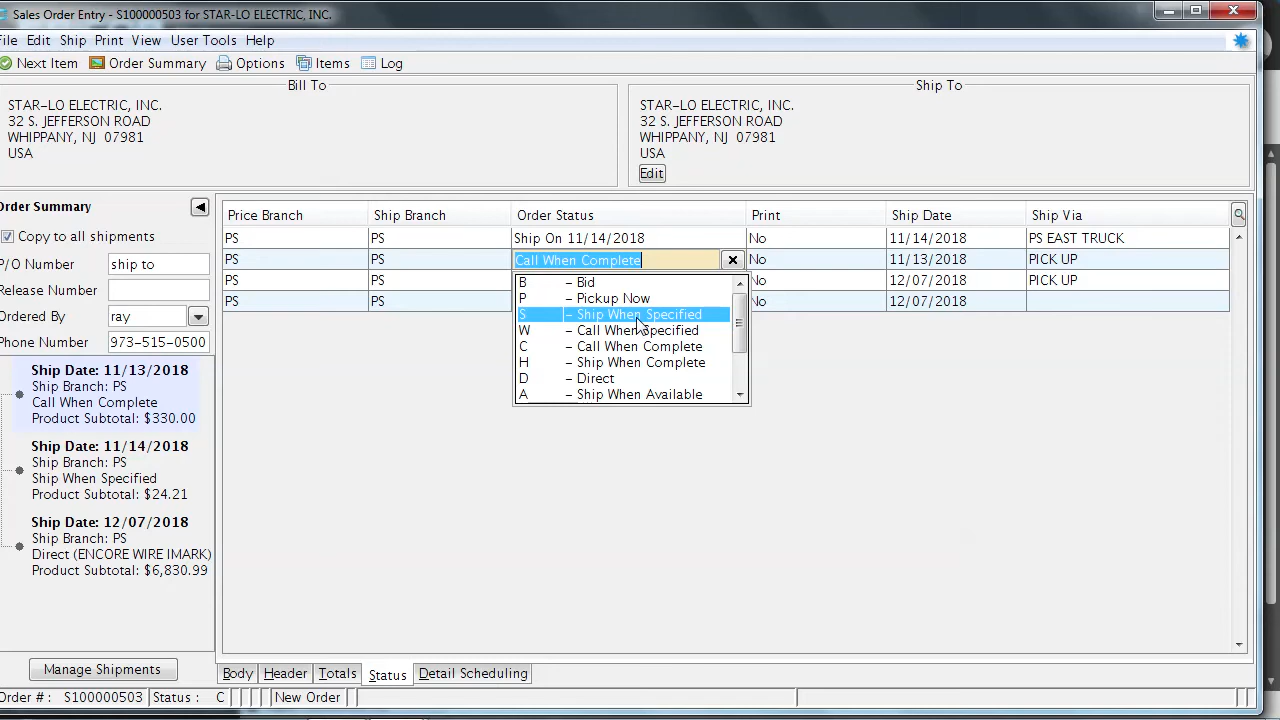 Sales Order Entry - S100000503 for STAR-LO ELECTRIC, INC.
File Edit Ship Print View User Tools Help
Next Item Order Summary Options Items Log
Bill To
STAR-LO ELECTRIC, INC.
32 S. JEFFERSON ROAD
WHIPPANY, NJ 07981
USA
Ship To
STAR-LO ELECTRIC, INC.
32 S. JEFFERSON ROAD
WHIPPANY, NJ 07981
USA
Edit
Order Summary
Copy to all shipments
P/O Number ship to
Release Number
Ordered By ray
Phone Number 973-515-0500
Ship Date: 11/13/2018
Ship Branch: PS
Call When Complete
Product Subtotal: $330.00
Ship Date: 11/14/2018
Ship Branch: PS
Ship When Specified
Product Subtotal: $24.21
Ship Date: 12/07/2018
Ship Branch: PS
Direct (ENCORE WIRE IMARK)
Product Subtotal: $6,830.99
Manage Shipments
Price Branch Ship Branch Order Status Print Ship Date Ship Via
PS PS Ship On 11/14/2018 No 11/14/2018 PS EAST TRUCK
PS PS Call When Complete No 11/13/2018 PICK UP
PS PS No 12/07/2018 PICK UP
PS PS No 12/07/2018
B - Bid
P - Pickup Now
S - Ship When Specified
W - Call When Specified
C - Call When Complete
H - Ship When Complete
D - Direct
A - Ship When Available
Body Header Totals Status Detail Scheduling
Order # : S100000503 Status : C New Order